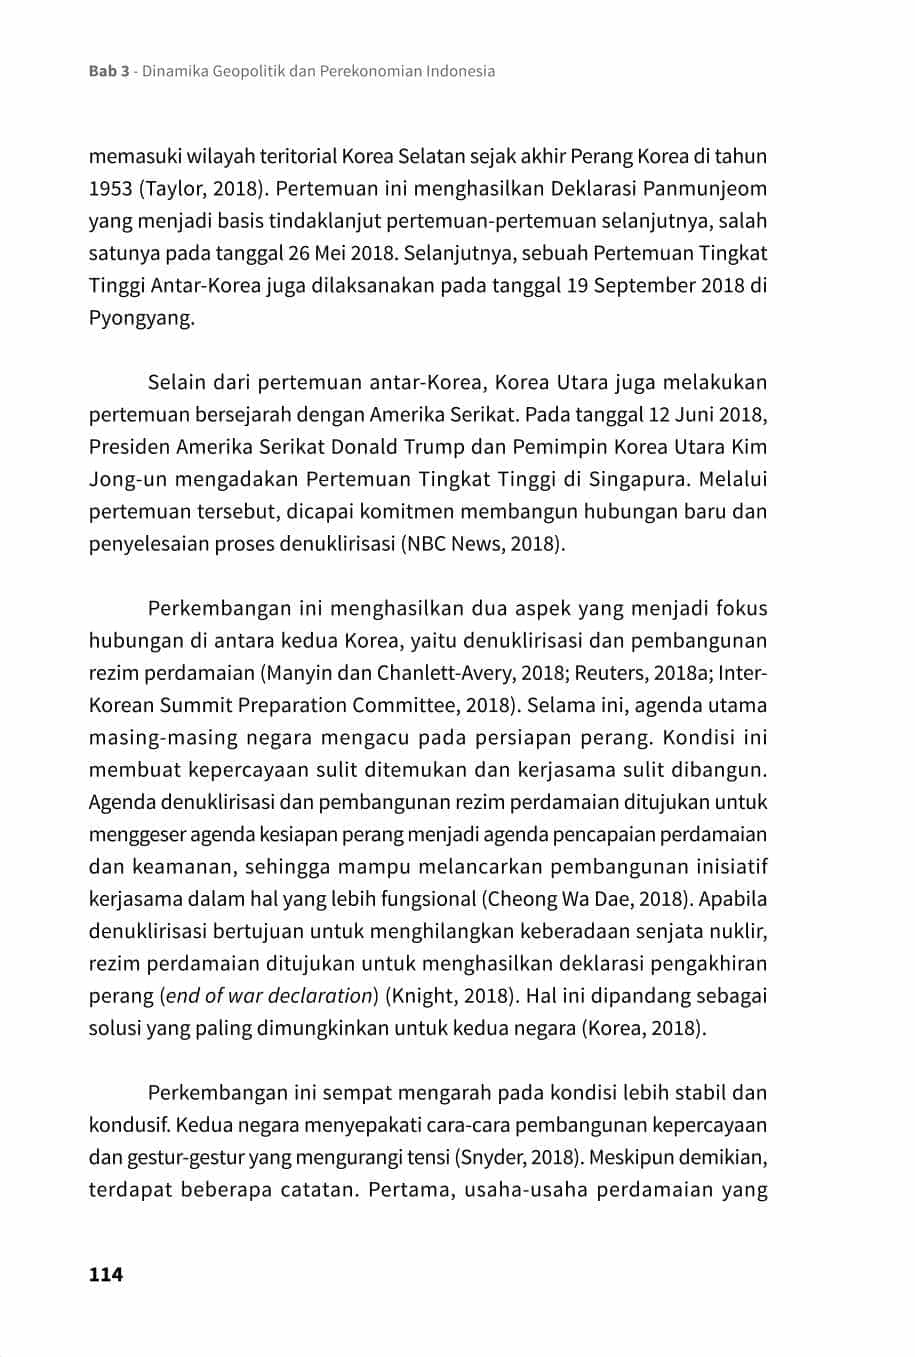 Bab 3 - Dinamika Geopolitik dan Perekonomian Indonesia
memasuki wilayah teritorial Korea Selatan sejak akhir Perang Korea di tahun
1953 (Taylor, 2018). Pertemuan ini menghasilkan Deklarasi Panmunjeom
yang menjadi basis tindaklanjut pertemuan-pertemuan selanjutnya, salah
satunya pada tanggal 26 Mei 2018. Selanjutnya, sebuah Pertemuan Tingkat
Tinggi Antar-Korea juga dilaksanakan pada tanggal 19 September 2018 di
Pyongyang.
Selain dari pertemuan antar-Korea, Korea Utara juga melakukan
pertemuan bersejarah dengan Amerika Serikat. Pada tanggal 12 Juni 2018,
Presiden Amerika Serikat Donald Trump dan Pemimpin Korea Utara Kim
Jong-un mengadakan Pertemuan Tingkat Tinggi di Singapura. Melalui
pertemuan tersebut, dicapai komitmen membangun hubungan baru dan
penyelesaian proses denuklirisasi (NBC News, 2018).
Perkembangan ini menghasilkan dua aspek yang menjadi fokus
hubungan di antara kedua Korea, yaitu denuklirisasi dan pembangunan
rezim perdamaian (Manyin dan Chanlett-Avery, 2018; Reuters, 2018a; Inter-
Korean Summit Preparation Committee, 2018). Selama ini, agenda utama
masing-masing negara mengacu pada persiapan perang. Kondisi ini
membuat kepercayaan sulit ditemukan dan kerjasama sulit dibangun.
Agenda denuklirisasi dan pembangunan rezim perdamaian ditujukan untuk
menggeser agenda kesiapan perang menjadi agenda pencapaian perdamaian
dan keamanan, sehingga mampu melancarkan pembangunan inisiatif
kerjasama dalam hal yang lebih fungsional (Cheong Wa Dae, 2018). Apabila
denuklirisasi bertujuan untuk menghilangkan keberadaan senjata nuklir,
rezim perdamaian ditujukan untuk menghasilkan deklarasi pengakhiran
perang (end of war declaration) (Knight, 2018). Hal ini dipandang sebagai
solusi yang paling dimungkinkan untuk kedua negara (Korea, 2018).
Perkembangan ini sempat mengarah pada kondisi lebih stabil dan
kondusif. Kedua negara menyepakati cara-cara pembangunan kepercayaan
dan gestur-gestur yang mengurangi tensi (Snyder, 2018). Meskipun demikian,
terdapat beberapa catatan. Pertama, usaha-usaha perdamaian yang
114